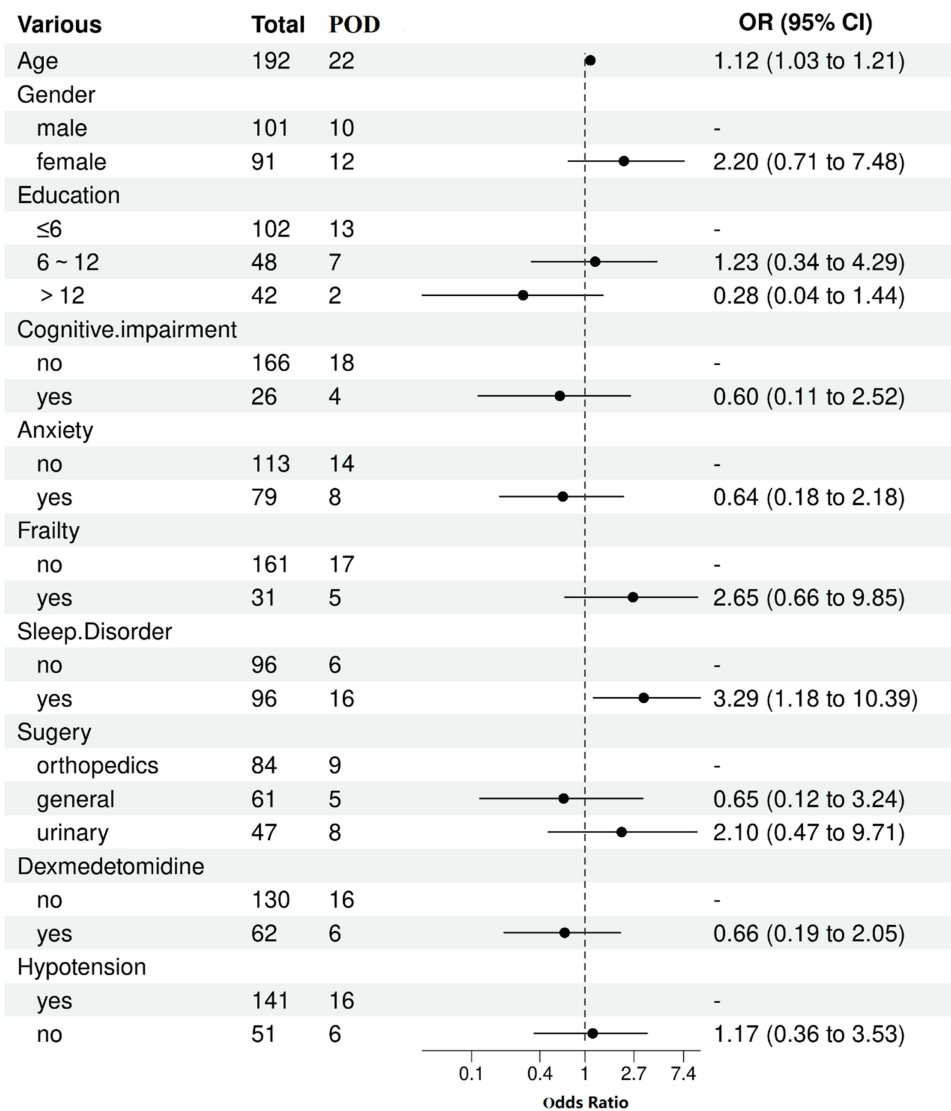 Various Total POD OR (95% CI)
Age 192 22 1.12 (1.03 to 1.21)
Gender
male 101 10 -
female 91 12 2.20 (0.71 to 7.48)
Education
≤6 102 13 -
6 ~ 12 48 7 1.23 (0.34 to 4.29)
> 12 42 2 0.28 (0.04 to 1.44)
Cognitive.impairment
no 166 18 -
yes 26 4 0.60 (0.11 to 2.52)
Anxiety
no 113 14 -
yes 79 8 0.64 (0.18 to 2.18)
Frailty
no 161 17 -
yes 31 5 2.65 (0.66 to 9.85)
Sleep.Disorder
no 96 6 -
yes 96 16 3.29 (1.18 to 10.39)
Sugery
orthopedics 84 9 -
general 61 5 0.65 (0.12 to 3.24)
urinary 47 8 2.10 (0.47 to 9.71)
Dexmedetomidine
no 130 16 -
yes 62 6 0.66 (0.19 to 2.05)
Hypotension
yes 141 16 -
no 51 6 1.17 (0.36 to 3.53)
0.1 0.4 1 2.7 7.4
Odds Ratio